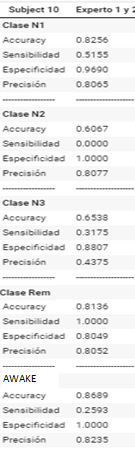 Subject 10 Experto 1 y 2
Clase N1
Accuracy 0.8256
Sensibilidad 0.5155
Especificidad 0.9690
Precisión 0.8065
--------------------
Clase N2
Accuracy 0.6067
Sensibilidad 0.0000
Especificidad 1.0000
Precisión 0.8077
--------------------
Clase N3
Accuracy 0.6538
Sensibilidad 0.3175
Especificidad 0.8807
Precisión 0.4375
--------------------
Clase Rem
Accuracy 0.8136
Sensibilidad 1.0000
Especificidad 0.8049
Precisión 0.8052
--------------------
AWAKE
Accuracy 0.8689
Sensibilidad 0.2593
Especificidad 1.0000
Precisión 0.8235